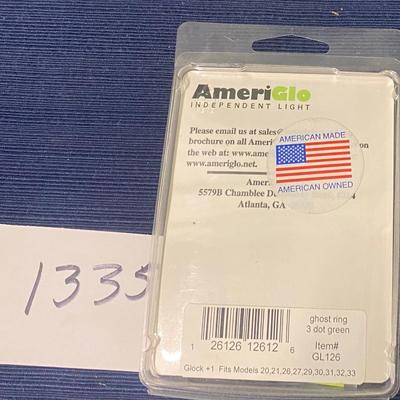 AmeriGlo
INDEPENDENT LIGHT
Please email us at sales@
brochure on all Amer on
the web at: www.ame
www.ameriglo.net.
AMERICAN MADE
AMERICAN OWNED
Amer
5579B Chamblee D 4
Atlanta, GA
1335
ghost ring
3 dot green
Item#
GL126
1 26126 12612 6
Glock +1 Fits Models 20,21,26,27,29,30,31,32,33